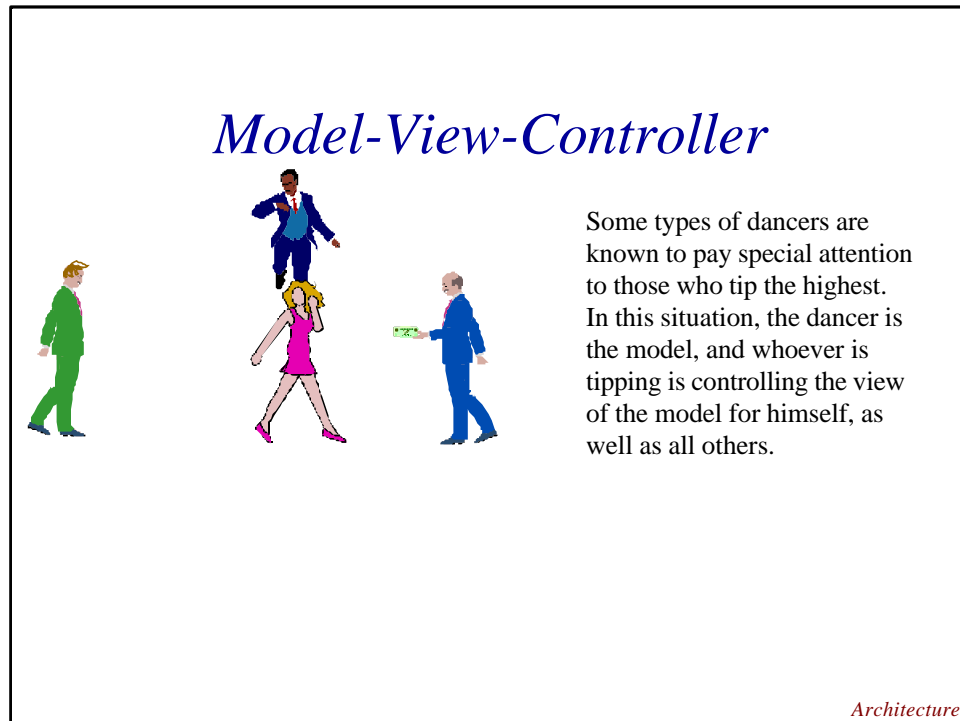 Model-View-Controller
Some types of dancers are
known to pay special attention
to those who tip the highest.
In this situation, the dancer is
the model, and whoever is
tipping is controlling the view
of the model for himself, as
well as all others.
Architecture